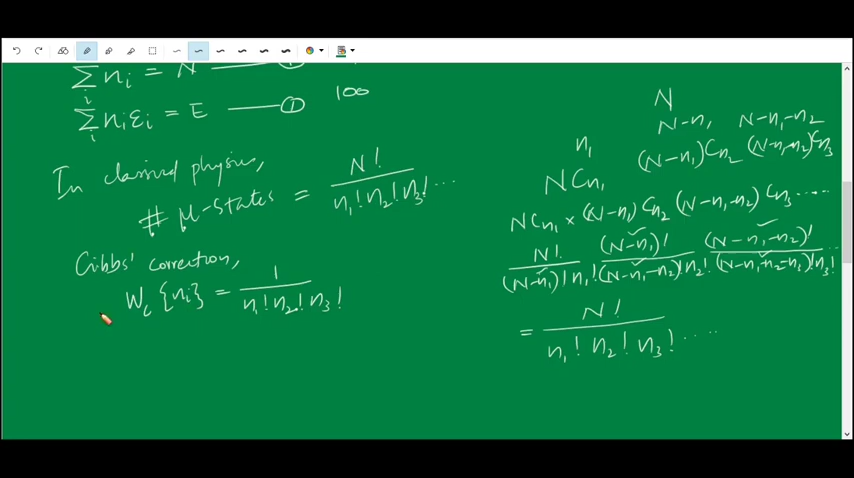 ∑ᵢ nᵢ = N —— ①
∑ᵢ nᵢεᵢ = E —— ①
100
In classical physics,
# μ-States = N! / n₁! n₂! n₃! ...
Gibbs' correction,
W_c {nᵢ} = 1 / n₁! n₂! n₃!
N
N-n₁ N-n₁-n₂
n₁ (N-n₁)Cn₂ (N-n₁-n₂)Cn₃
NCn₁
NCn₁ × (N-n₁)Cn₂ (N-n₁-n₂)Cn₃ ....
N! / (N-n₁)! n₁! (N-n₁)! / (N-n₁-n₂)! n₂! (N-n₁-n₂)! / (N-n₁-n₂-n₃)! n₃! ..
= N! / n₁! n₂! n₃! .....